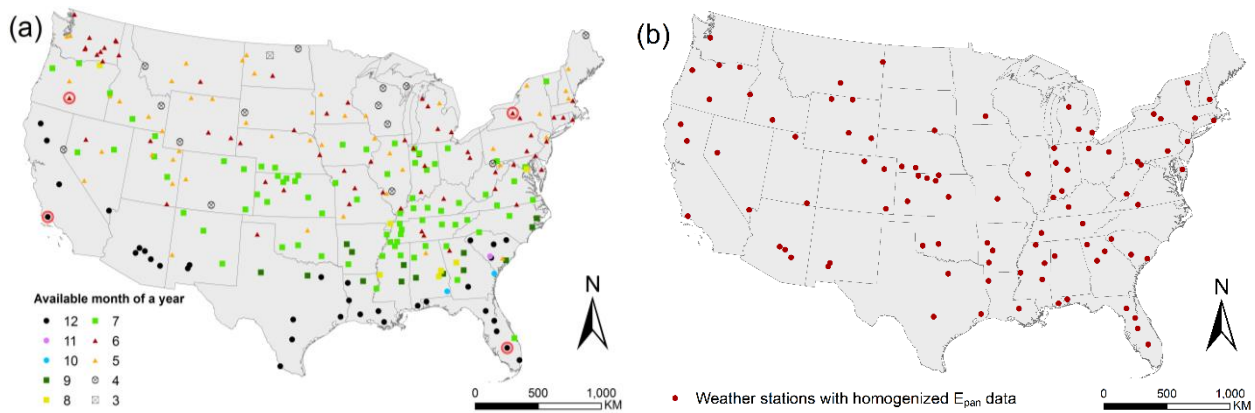 (a)
N
Available month of a year
12 7
11 6
10 5
9 4
8 3
0 500 1,000
KM
(b)
N
Weather stations with homogenized Epan data
0 500 1,000
KM